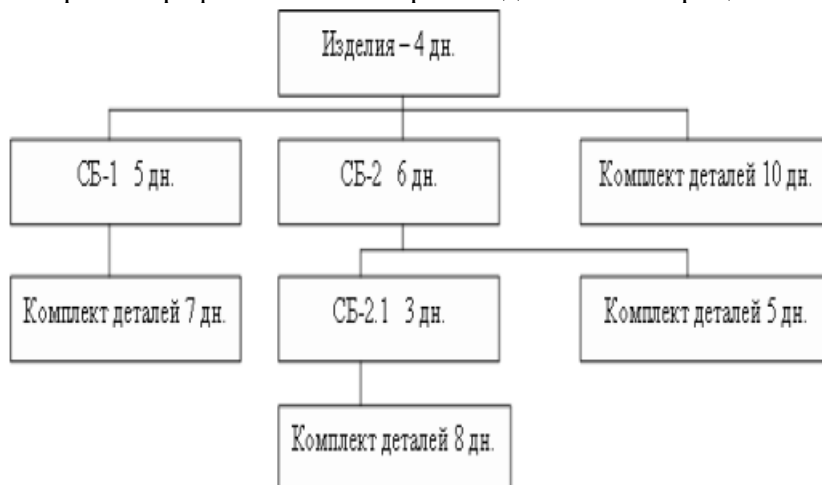 Изделия – 4 дн.
СБ-1 5 дн.
СБ-2 6 дн.
Комплект деталей 10 дн.
Комплект деталей 7 дн.
СБ-2.1 3 дн.
Комплект деталей 5 дн.
Комплект деталей 8 дн.